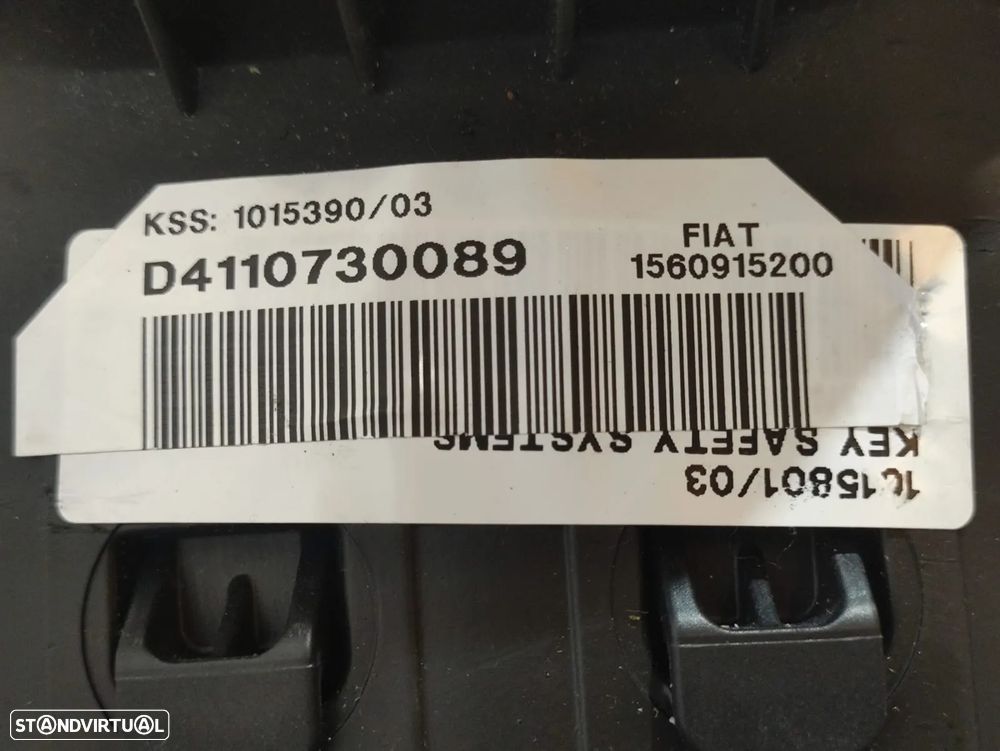 KSS: 1015390/03
D4110730089
FIAT
1560915200
KEY SAFETY SYSTEMS
1015801/03
STANDVIRTUAL